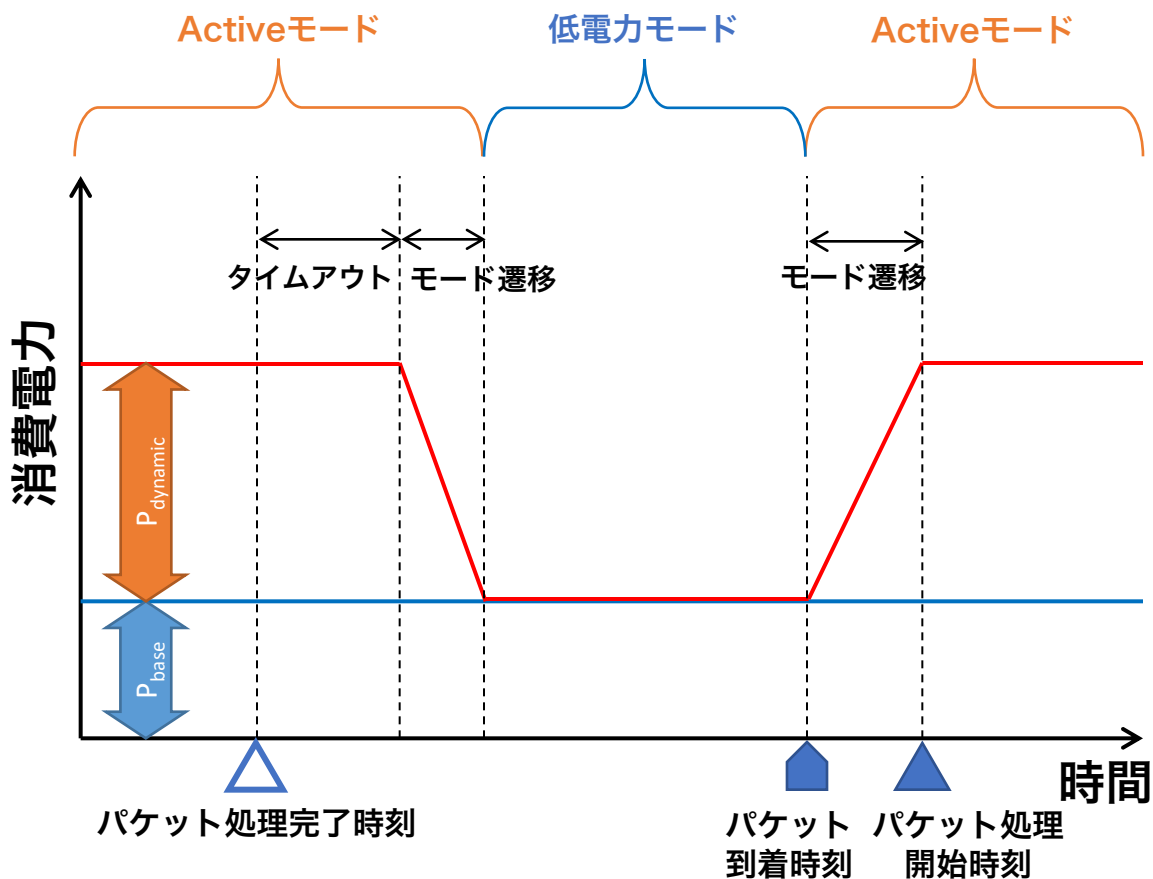 Activeモード
低電力モード
Activeモード
タイムアウト
モード遷移
モード遷移
消費電力
Pdynamic
Pbase
時間
パケット処理完了時刻
パケット
到着時刻
パケット処理
開始時刻